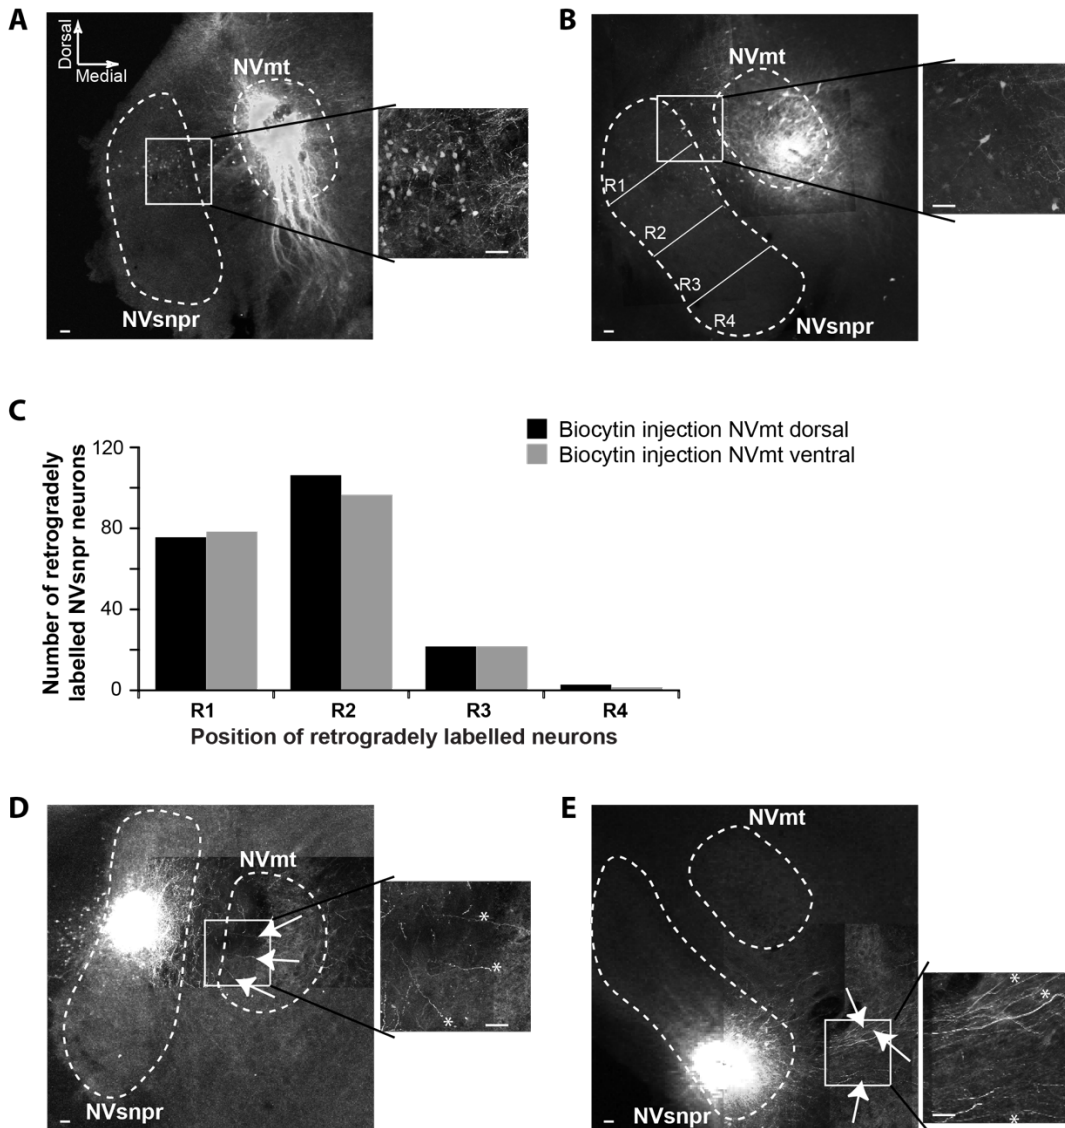 A
Dorsal
Medial
NVmt
NVsnpr
B
NVmt
R1
R2
R3
R4
NVsnpr
C
Number of retrogradely
labelled NVsnpr neurons
120
80
40
0
Biocytin injection NVmt dorsal
Biocytin injection NVmt ventral
R1 R2 R3 R4
Position of retrogradely labelled neurons
D
NVmt
*
*
*
NVsnpr
E
NVmt
*
*
*
NVsnpr